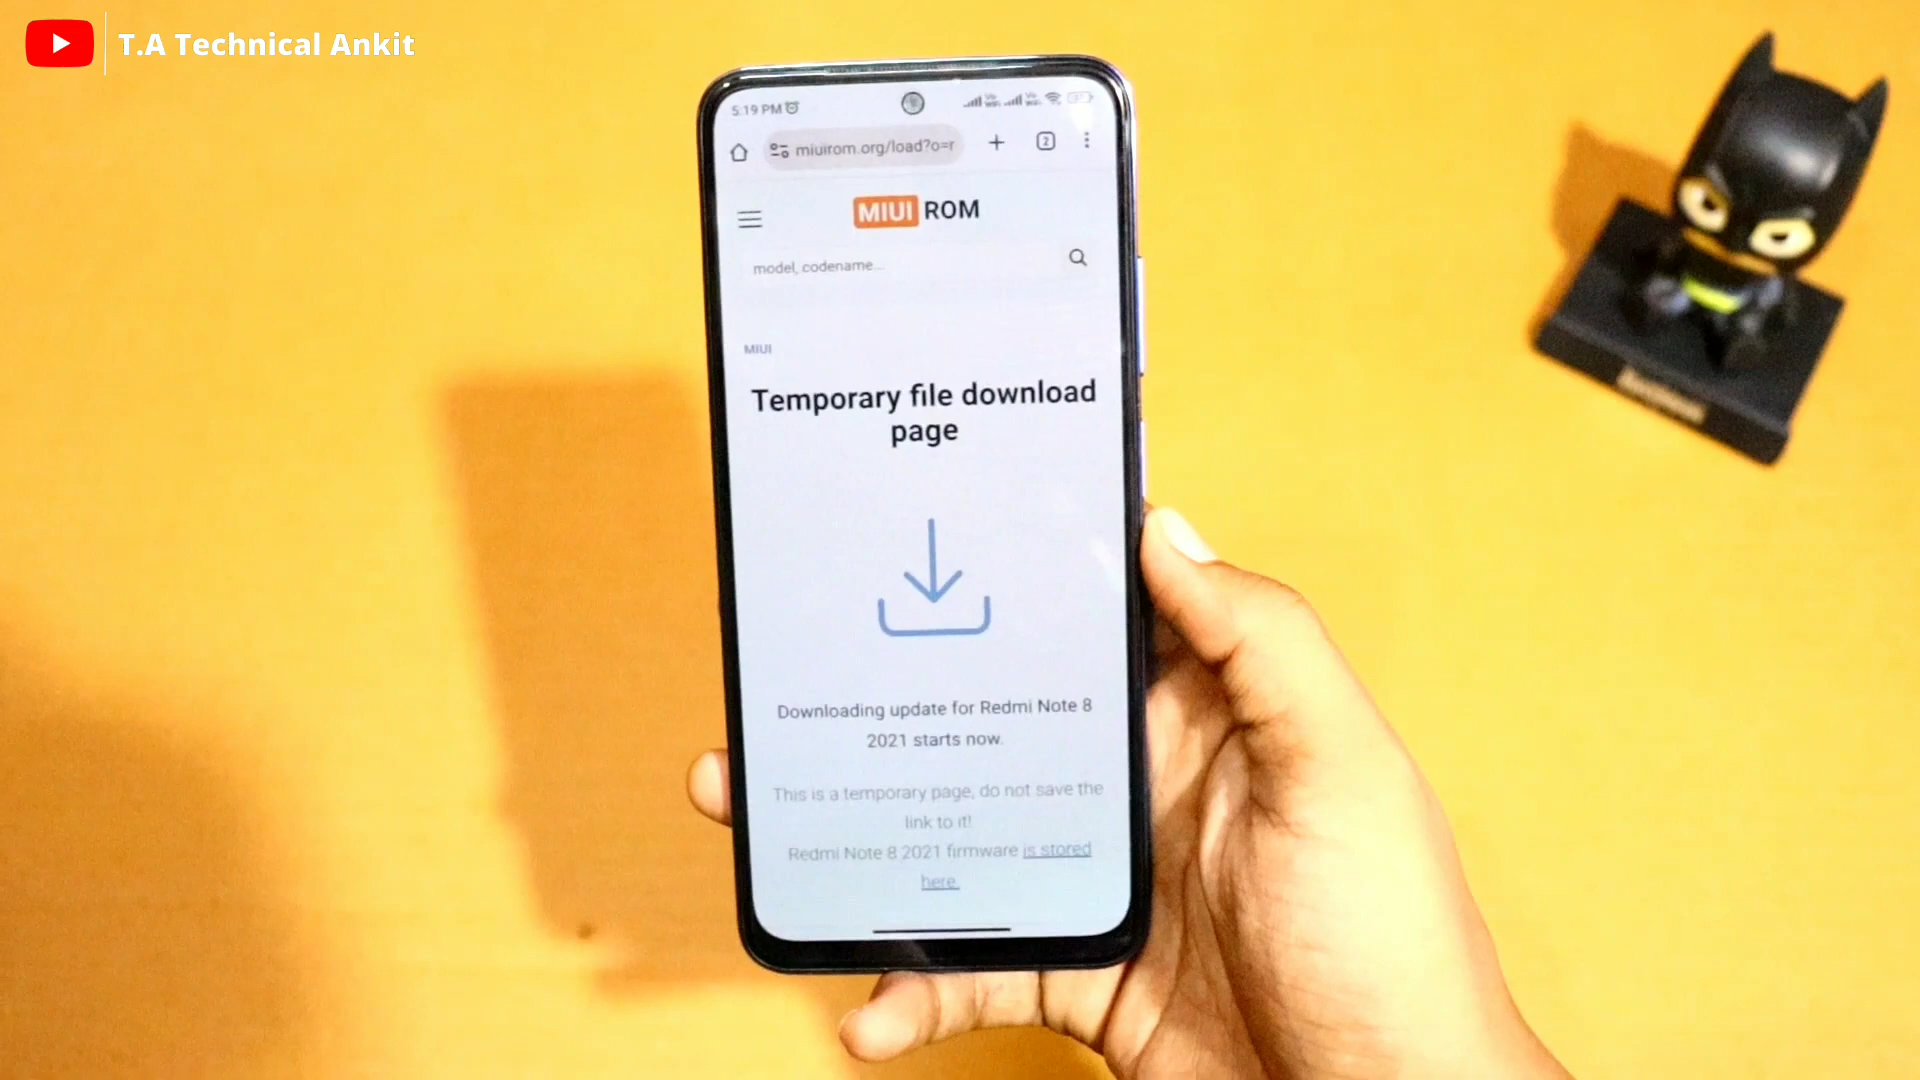 T.A Technical Ankit
5:19 PM
miuirom.org/load?o=r
2
MIUI ROM
model, codename...
MIUI
Temporary file download
page
Downloading update for Redmi Note 8
2021 starts now.
This is a temporary page, do not save the
link to it!
Redmi Note 8 2021 firmware is stored
here.